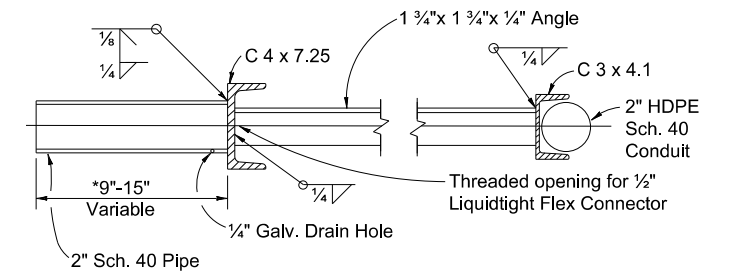 1 ¾"x 1 ¾"x ¼" Angle
⅛
¼
C 4 x 7.25
¼
C 3 x 4.1
2" HDPE
Sch. 40
Conduit
*9"-15"
Variable
¼
Threaded opening for ½"
Liquidtight Flex Connector
¼" Galv. Drain Hole
2" Sch. 40 Pipe